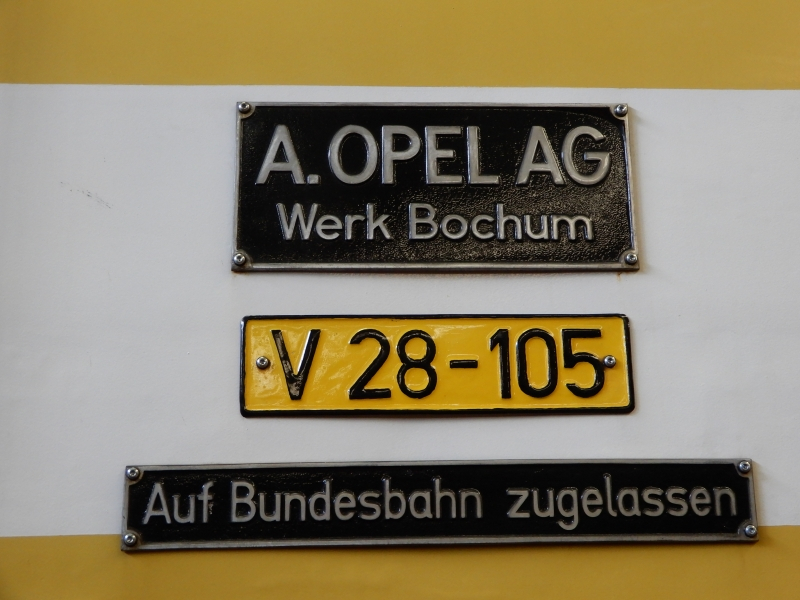 A. OPEL AG
Werk Bochum
V 28-105
Auf Bundesbahn zugelassen